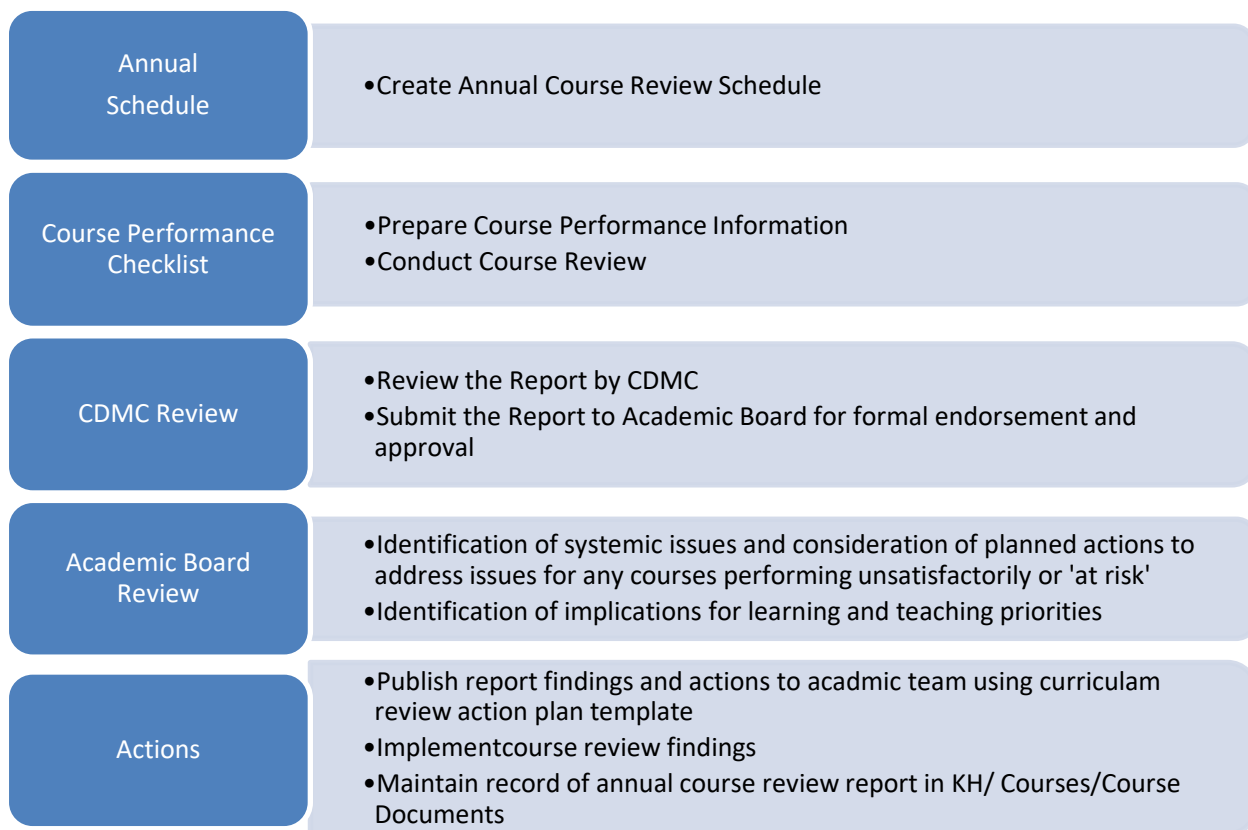 Annual
Schedule
•Create Annual Course Review Schedule
Course Performance
Checklist
•Prepare Course Performance Information
•Conduct Course Review
CDMC Review
•Review the Report by CDMC
•Submit the Report to Academic Board for formal endorsement and
approval
Academic Board
Review
•Identification of systemic issues and consideration of planned actions to
address issues for any courses performing unsatisfactorily or 'at risk'
•Identification of implications for learning and teaching priorities
Actions
•Publish report findings and actions to acadmic team using curriculam
review action plan template
•Implementcourse review findings
•Maintain record of annual course review report in KH/ Courses/Course
Documents